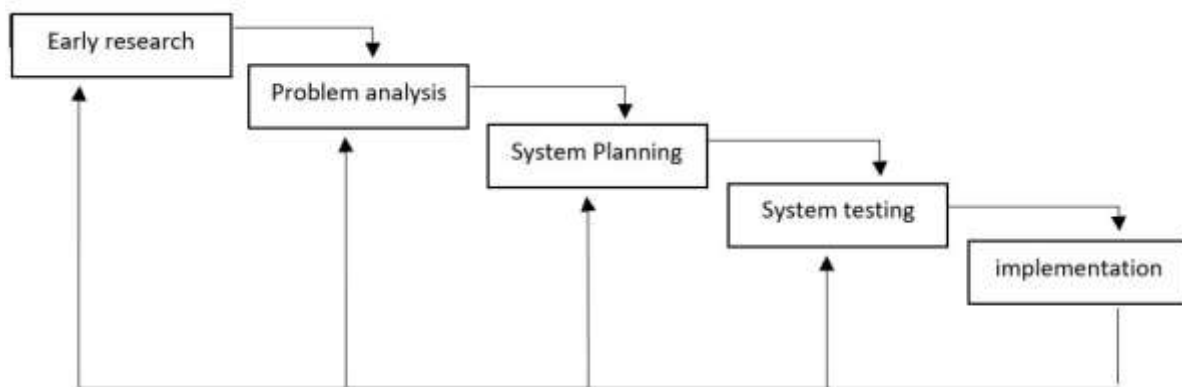 Early research
Problem analysis
System Planning
System testing
implementation